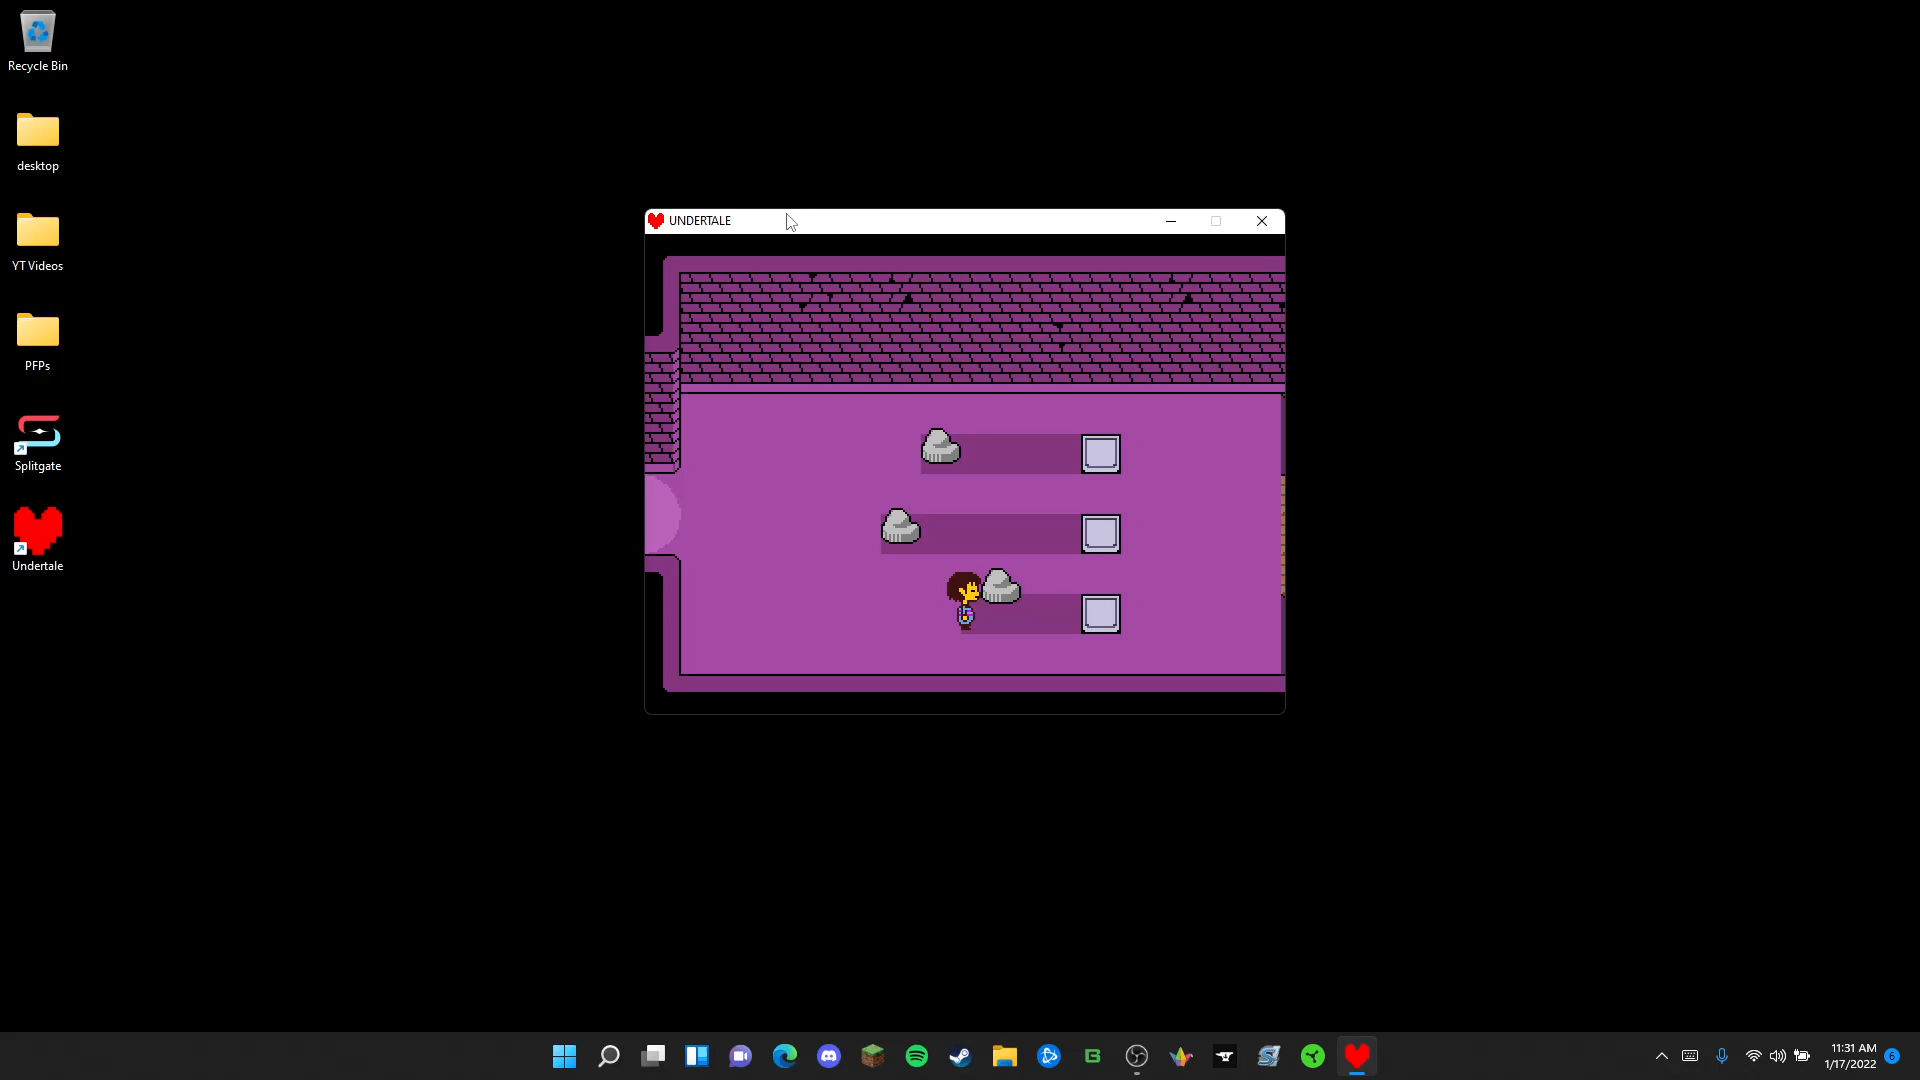 Recycle Bin
desktop
YT Videos
PFPs
Splitgate
Undertale
UNDERTALE
11:31 AM
1/17/2022
6